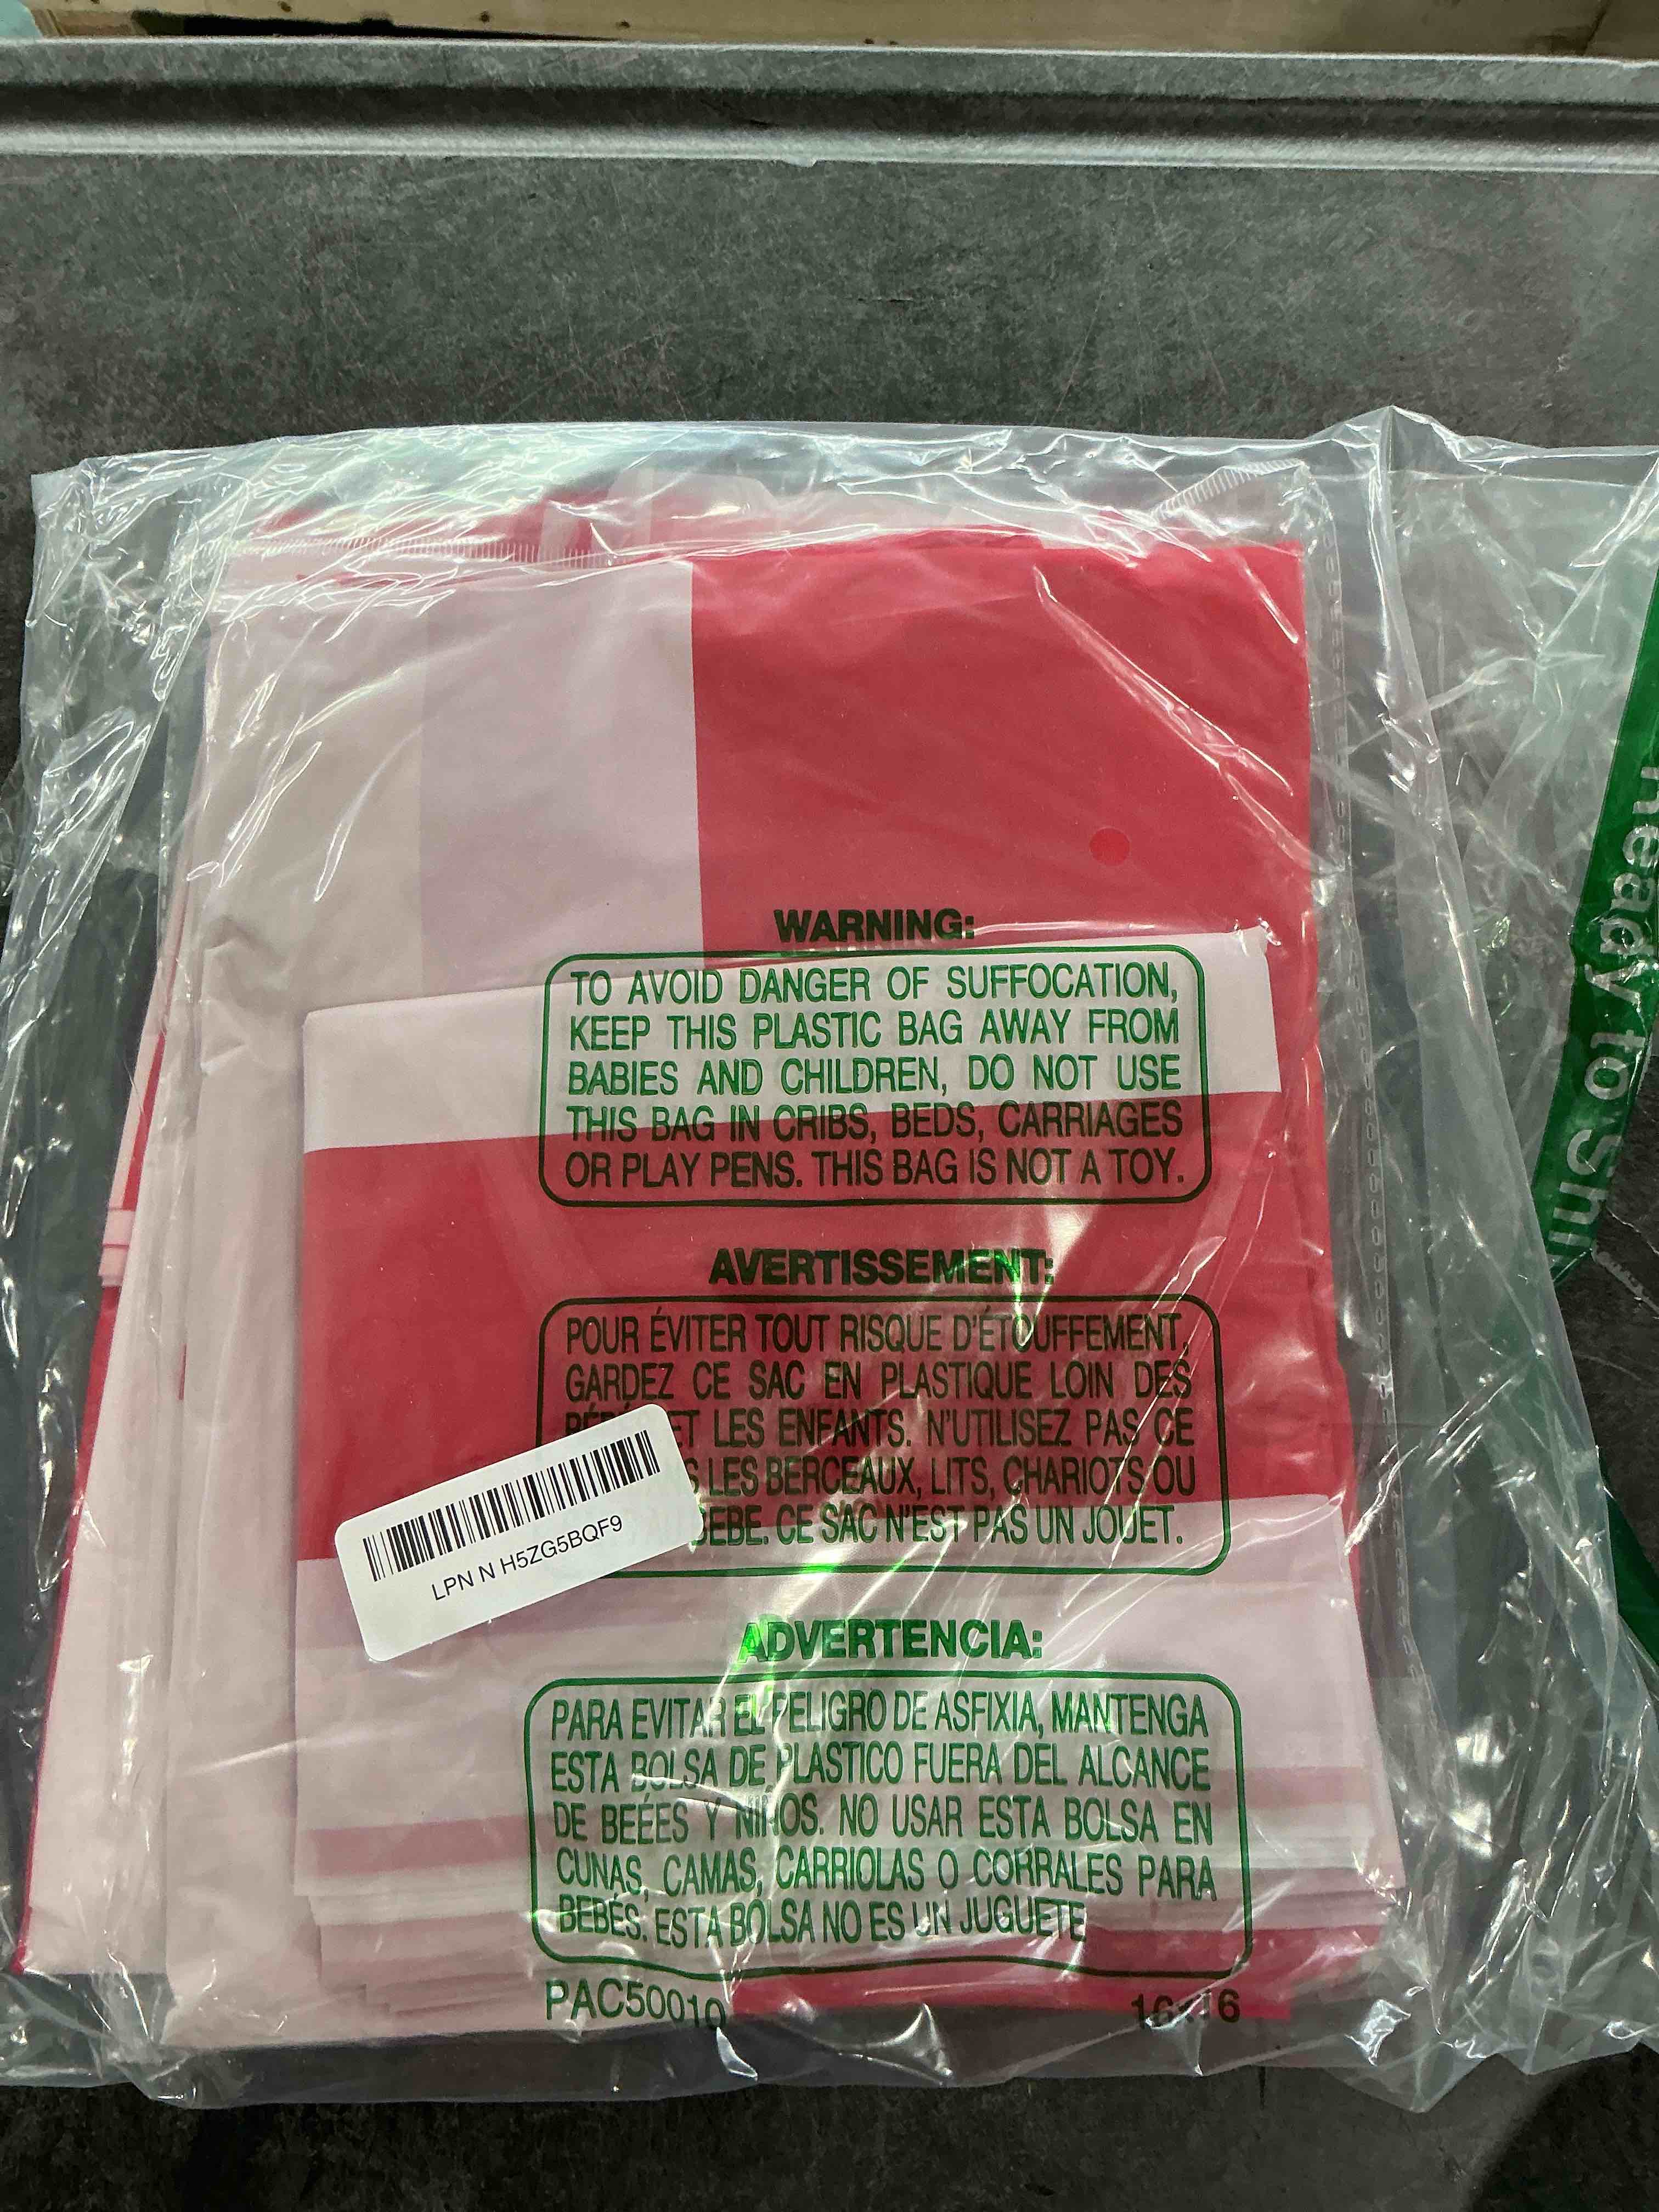 WARNING:
TO AVOID DANGER OF SUFFOCATION,
KEEP THIS PLASTIC BAG AWAY FROM
BABIES AND CHILDREN, DO NOT USE
THIS BAG IN CRIBS, BEDS, CARRIAGES
OR PLAY PENS. THIS BAG IS NOT A TOY.
AVERTISSEMENT:
POUR ÉVITER TOUT RISQUE D'ÉTOUFFEMENT,
GARDEZ CE SAC EN PLASTIQUE LOIN DES
ET LES ENFANTS. N'UTILISEZ PAS CE
LES BERCEAUX, LITS, CHARIOTS OU
BEBE. CE SAC N'EST PAS UN JOUET.
LPN N H5ZG5BQF9
ADVERTENCIA:
PARA EVITAR EL PELIGRO DE ASFIXIA, MANTENGA
ESTA BOLSA DE PLASTICO FUERA DEL ALCANCE
DE BEÉES Y NIÑOS. NO USAR ESTA BOLSA EN
CUNAS, CAMAS, CARRIOLAS O CORRALES PARA
BEBÉS. ESTA BOLSA NO ES UN JUGUETE
PAC50010
16x16
Ready to Shi